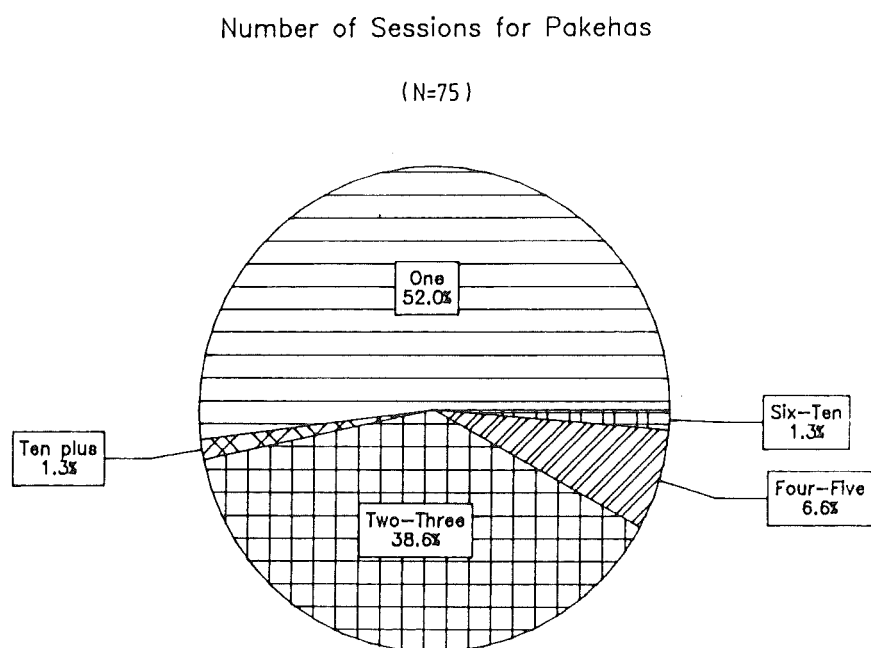 Number of Sessions for Pakehas
(N=75)
One
52.0%
Six-Ten
1.3%
Ten plus
1.3%
Four-Five
6.6%
Two-Three
38.6%